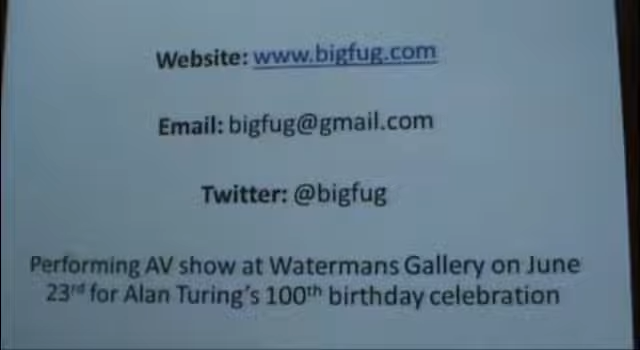 Website: www.bigfug.com
Email: bigfug@gmail.com
Twitter: @bigfug
Performing AV show at Watermans Gallery on June
23rd for Alan Turing's 100th birthday celebration